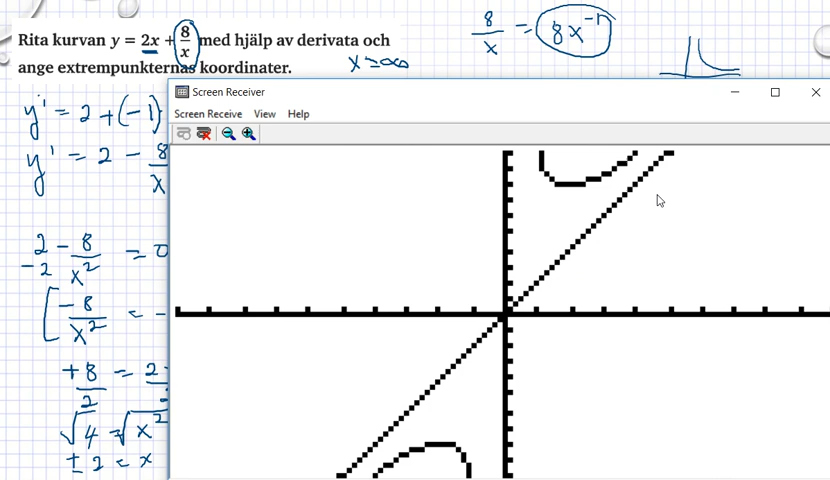 Rita kurvan y = 2x + 8/x med hjälp av derivata och
ange extrempunkternas koordinater.
8/x = 8x⁻¹
x → ∞
y' = 2 + (-1)
y' = 2 - 8/x
2 - 8/x² = 0
-2
-8/x² = -
+8/2 = 2
√4 = √x²
± 2 = x
Screen Receiver
Screen Receive View Help